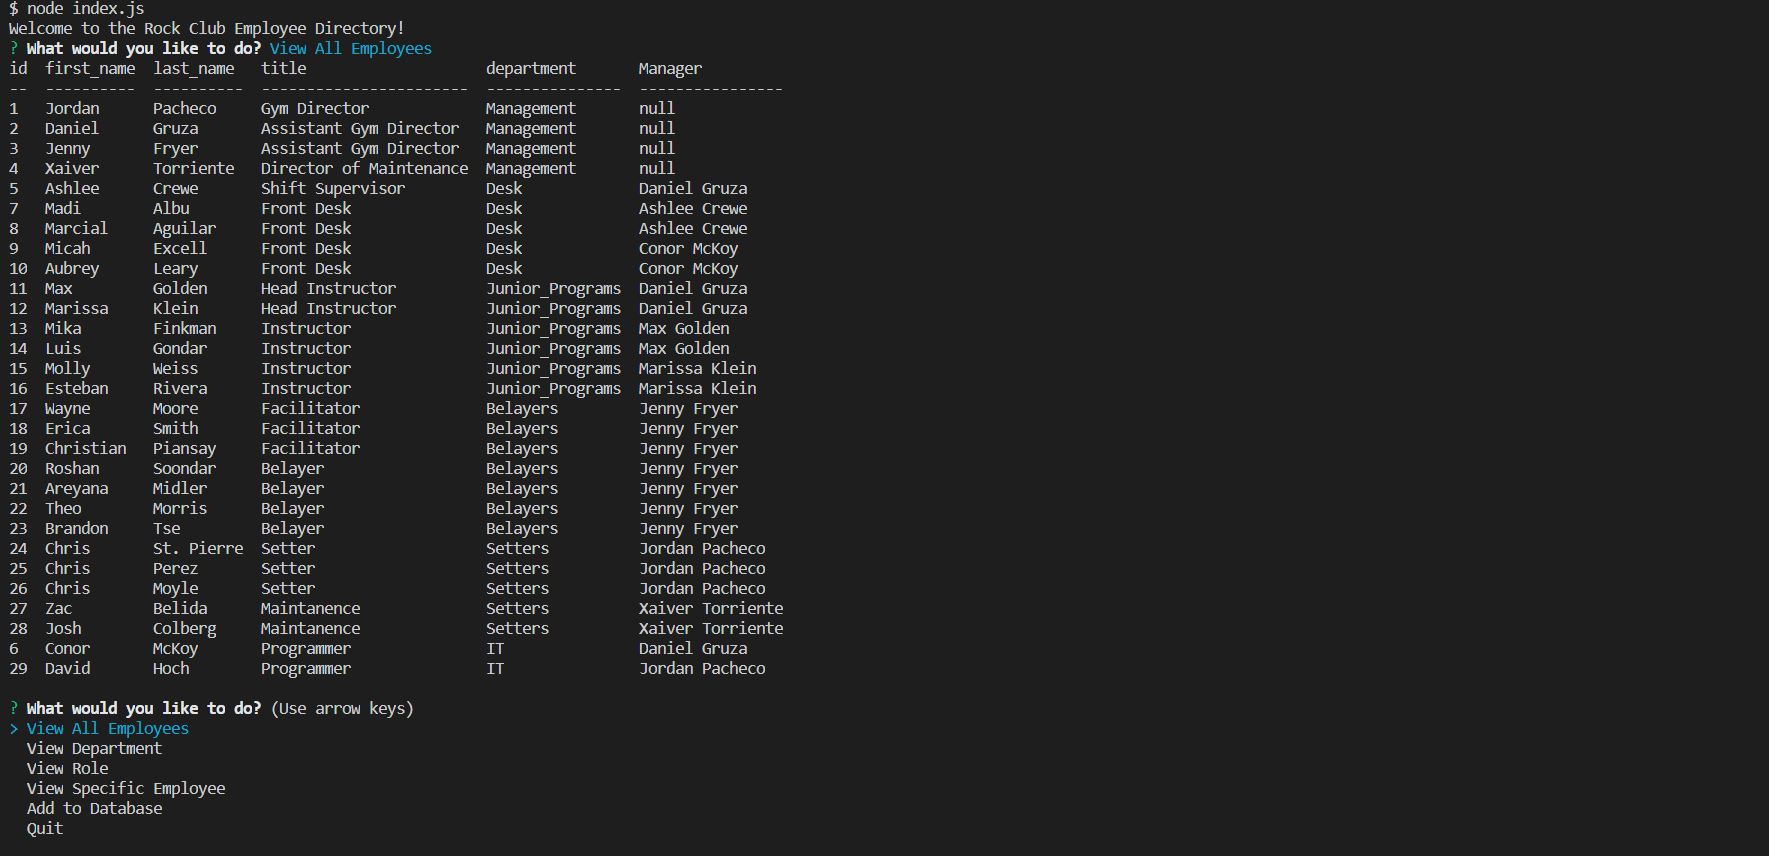 $ node index.js
Welcome to the Rock Club Employee Directory!
? What would you like to do? View All Employees
id  first_name  last_name   title                    department       Manager
--  ----------  ----------  -----------------------  ---------------  ----------------
1   Jordan      Pacheco     Gym Director             Management       null
2   Daniel      Gruza       Assistant Gym Director   Management       null
3   Jenny       Fryer       Assistant Gym Director   Management       null
4   Xaiver      Torriente   Director of Maintenance  Management       null
5   Ashlee      Crewe       Shift Supervisor         Desk             Daniel Gruza
7   Madi        Albu        Front Desk               Desk             Ashlee Crewe
8   Marcial     Aguilar     Front Desk               Desk             Ashlee Crewe
9   Micah       Excell      Front Desk               Desk             Conor McKoy
10  Aubrey      Leary       Front Desk               Desk             Conor McKoy
11  Max         Golden      Head Instructor          Junior_Programs  Daniel Gruza
12  Marissa     Klein       Head Instructor          Junior_Programs  Daniel Gruza
13  Mika        Finkman     Instructor               Junior_Programs  Max Golden
14  Luis        Gondar      Instructor               Junior_Programs  Max Golden
15  Molly       Weiss       Instructor               Junior_Programs  Marissa Klein
16  Esteban     Rivera      Instructor               Junior_Programs  Marissa Klein
17  Wayne       Moore       Facilitator              Belayers         Jenny Fryer
18  Erica       Smith       Facilitator              Belayers         Jenny Fryer
19  Christian   Piansay     Facilitator              Belayers         Jenny Fryer
20  Roshan      Soondar     Belayer                  Belayers         Jenny Fryer
21  Areyana     Midler      Belayer                  Belayers         Jenny Fryer
22  Theo        Morris      Belayer                  Belayers         Jenny Fryer
23  Brandon     Tse         Belayer                  Belayers         Jenny Fryer
24  Chris       St. Pierre  Setter                   Setters          Jordan Pacheco
25  Chris       Perez       Setter                   Setters          Jordan Pacheco
26  Chris       Moyle       Setter                   Setters          Jordan Pacheco
27  Zac         Belida      Maintanence              Setters          Xaiver Torriente
28  Josh        Colberg     Maintanence              Setters          Xaiver Torriente
6   Conor       McKoy       Programmer               IT               Daniel Gruza
29  David       Hoch        Programmer               IT               Jordan Pacheco
? What would you like to do? (Use arrow keys)
> View All Employees
View Department
View Role
View Specific Employee
Add to Database
Quit